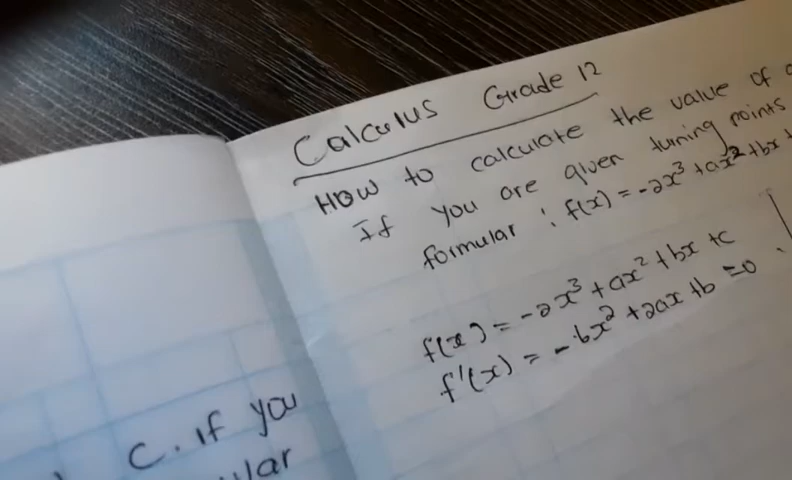 Calculus Grade 12
How to calculate the value of a
If you are given turning points
formular : f(x) = -2x³ + ax² + bx +
f(x) = -2x³ + ax² + bx + c
f'(x) = -6x² + 2ax + b = 0
C. if you
ular